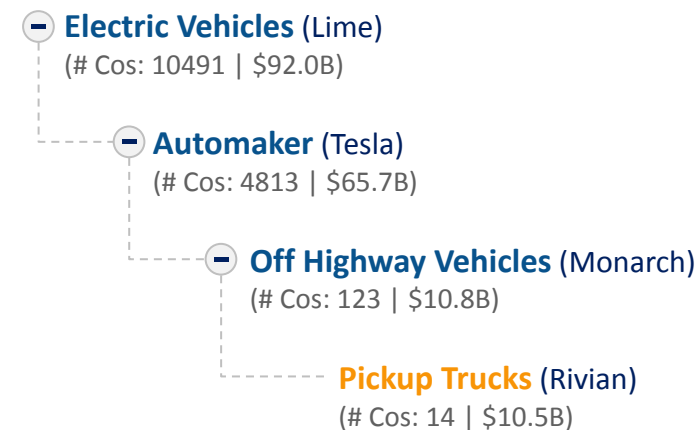 Electric Vehicles (Lime)
(# Cos: 10491 | $92.0B)
Automaker (Tesla)
(# Cos: 4813 | $65.7B)
Off Highway Vehicles (Monarch)
(# Cos: 123 | $10.8B)
Pickup Trucks (Rivian)
(# Cos: 14 | $10.5B)